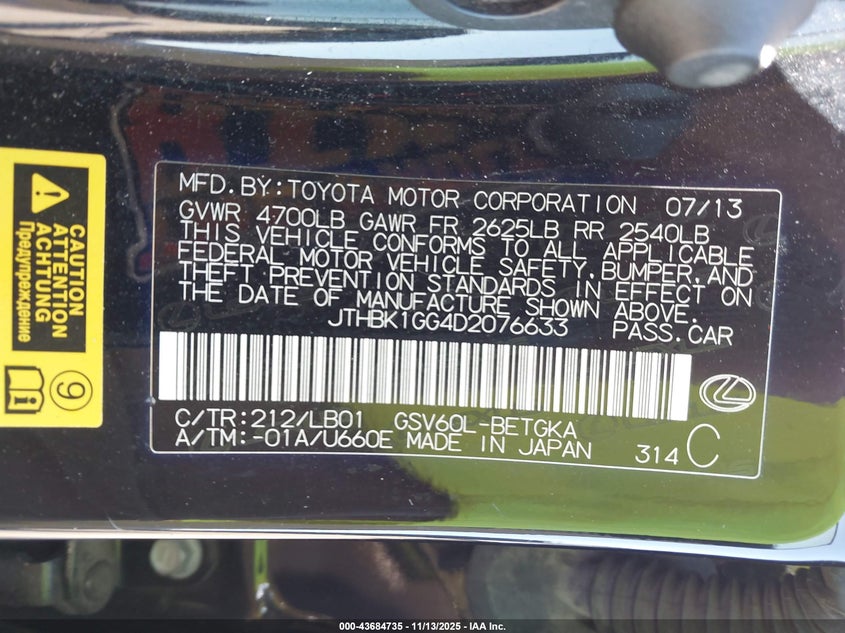 CAUTION
ATTENTION
ACHTUNG
Предупреждение
9
MFD.BY:TOYOTA MOTOR CORPORATION 07/13
GVWR 4700LB GAWR FR 2625LB RR 2540LB
THIS VEHICLE CONFORMS TO ALL APPLICABLE
FEDERAL MOTOR VEHICLE SAFETY,BUMPER,AND
THEFT PREVENTION STANDARDS IN EFFECT ON
THE DATE OF MANUFACTURE SHOWN ABOVE.
JTHBK1GG4D2076633 PASS.CAR
C/TR:212/LB01 GSV60L-BETGKA
A/TM:-01A/U660E MADE IN JAPAN 314 C
000-43684735 - 11/13/2025 - IAA Inc.